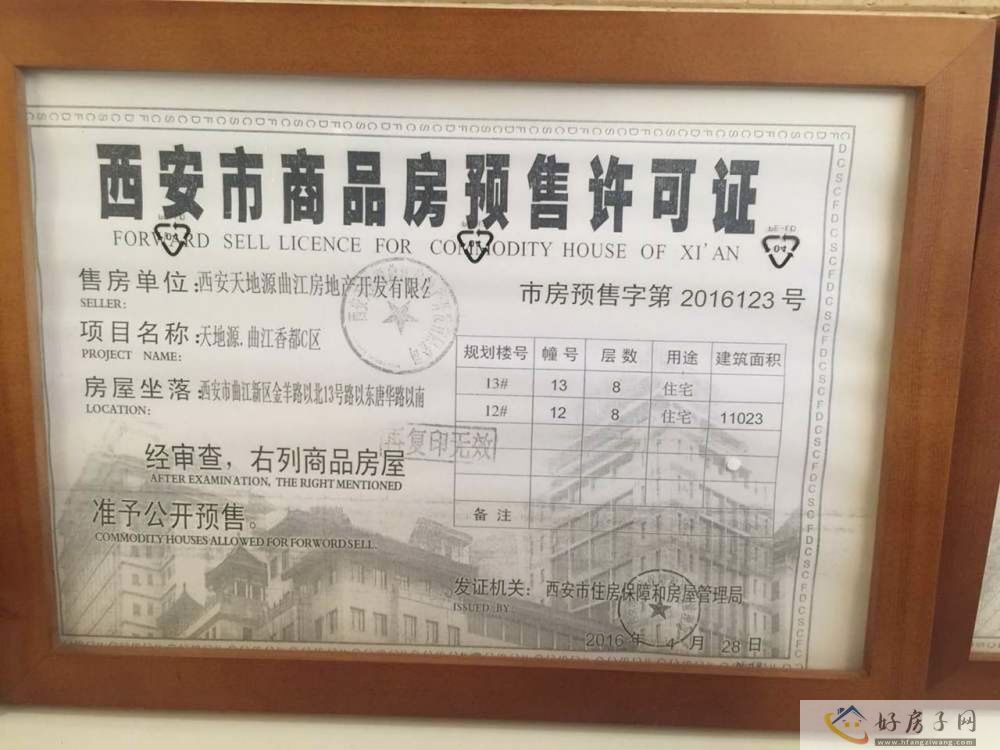 西安市商品房预售许可证
FORWARD SELL LICENCE FOR COMMODITY HOUSE OF XI'AN
售房单位:西安天地源曲江房地产开发有限公
SELLER:
市房预售字第 2016123 号
项目名称:天地源.曲江香都C区
PROJECT NAME:
房屋坐落:西安市曲江新区金羊路以北13号路以东唐华路以南
LOCATION:
规划楼号 幢号 层数 用途 建筑面积
13# 13 8 住宅
12# 12 8 住宅 11023
备注
复印无效
经审查，右列商品房屋
AFTER EXAMINATION, THE RIGHT MENTIONED
准予公开预售。
COMMODITY HOUSES ALLOWED FOR FORWORD SELL.
发证机关: 西安市住房保障和房屋管理局
ISSUED BY:
2016 年 4 月 28 日
好房子网
www.hfangziwang.com